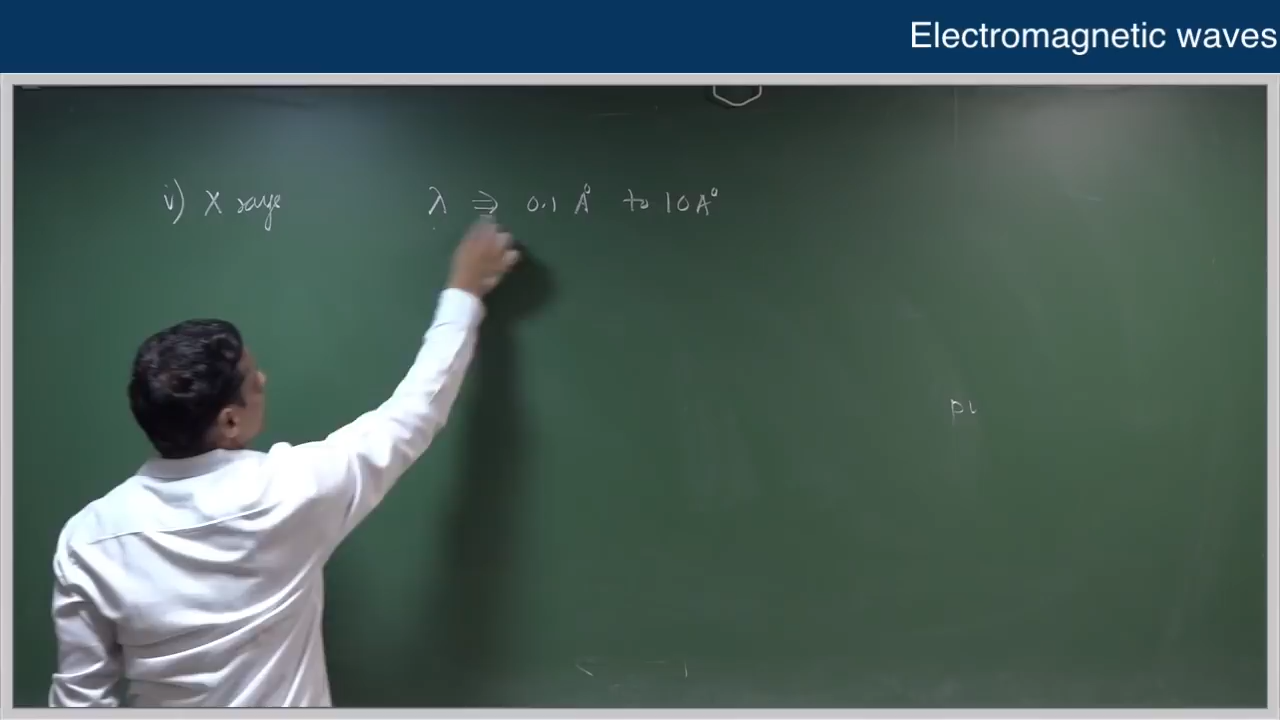 Electromagnetic waves
i) X rays λ ⇒ 0.1 A° to 10 A°